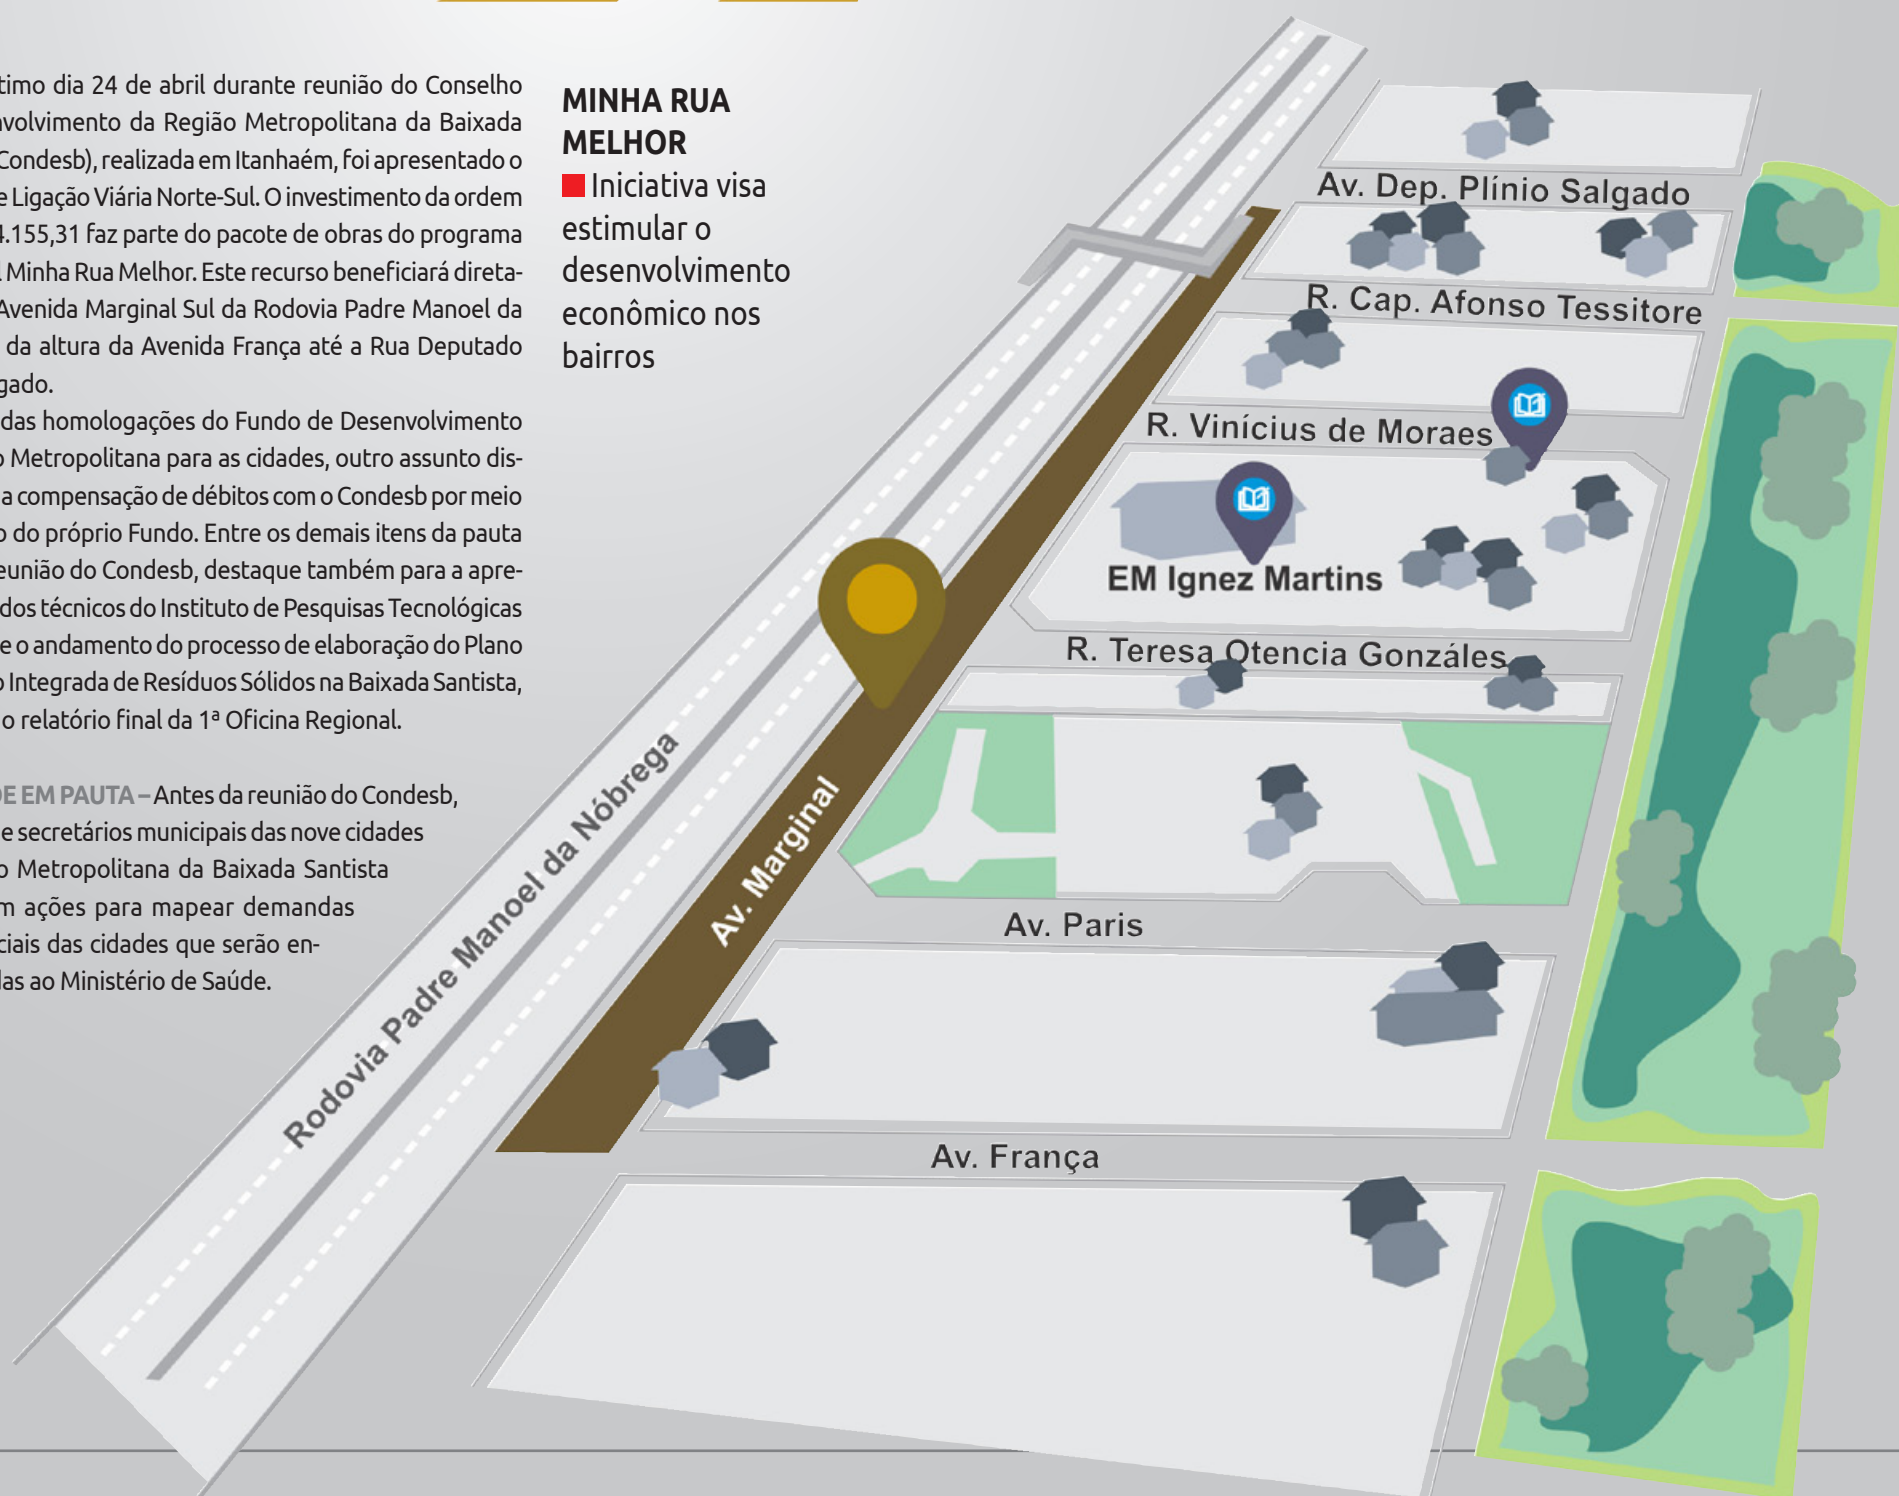 timo dia 24 de abril durante reunião do Conselho
nvolvimento da Região Metropolitana da Baixada
Condesb), realizada em Itanhaém, foi apresentado o
e Ligação Viária Norte-Sul. O investimento da ordem
4.155,31 faz parte do pacote de obras do programa
l Minha Rua Melhor. Este recurso beneficiará direta-
Avenida Marginal Sul da Rodovia Padre Manoel da
da altura da Avenida França até a Rua Deputado
gado.
das homologações do Fundo de Desenvolvimento
o Metropolitana para as cidades, outro assunto dis-
a compensação de débitos com o Condesb por meio
o do próprio Fundo. Entre os demais itens da pauta
eunião do Condesb, destaque também para a apre-
dos técnicos do Instituto de Pesquisas Tecnológicas
e o andamento do processo de elaboração do Plano
o Integrada de Resíduos Sólidos na Baixada Santista,
o relatório final da 1ª Oficina Regional.
DE EM PAUTA – Antes da reunião do Condesb,
e secretários municipais das nove cidades
o Metropolitana da Baixada Santista
m ações para mapear demandas
ciais das cidades que serão en-
das ao Ministério de Saúde.
MINHA RUA
MELHOR
Iniciativa visa
estimular o
desenvolvimento
econômico nos
bairros
Av. Dep. Plínio Salgado
R. Cap. Afonso Tessitore
R. Vinícius de Moraes
EM Ignez Martins
R. Teresa Otencia Gonzáles
Rodovia Padre Manoel da Nóbrega
Av. Marginal
Av. Paris
Av. França